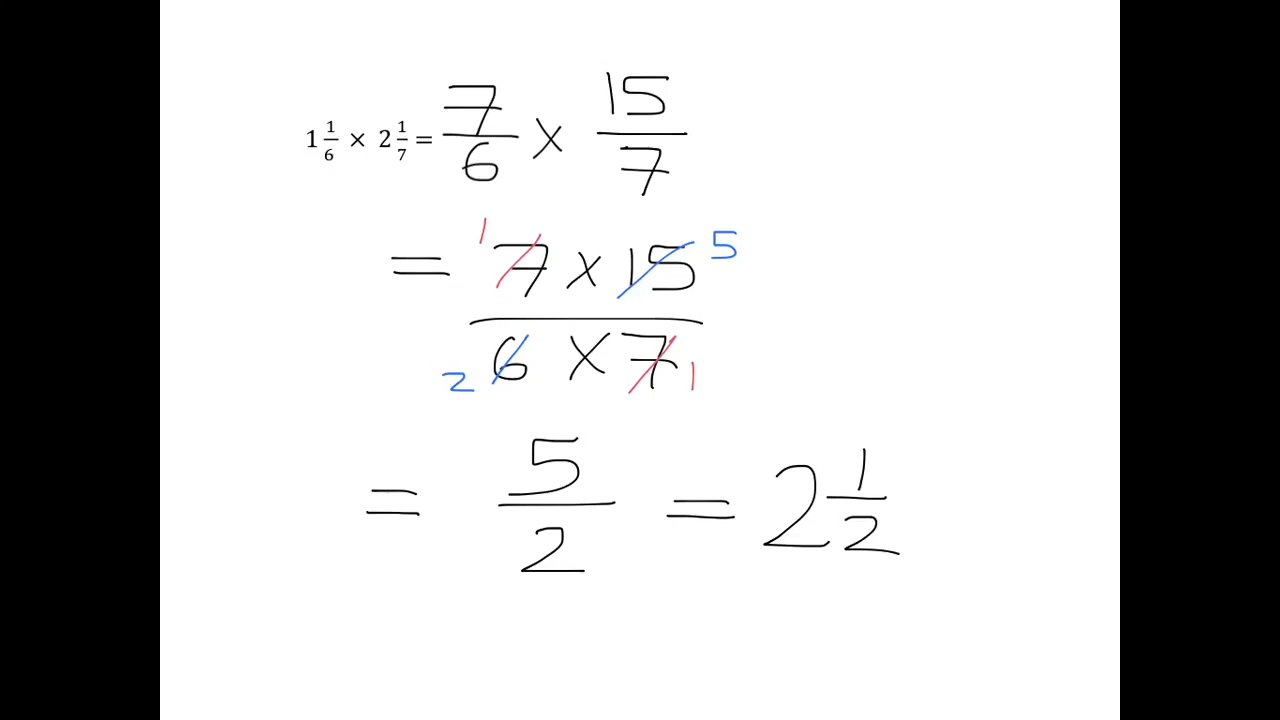 1 1/6 × 2 1/7 = 7/6 × 15/7
= 1 7 × 15 5 / 2 6 × 7 1
= 5/2 = 2 1/2